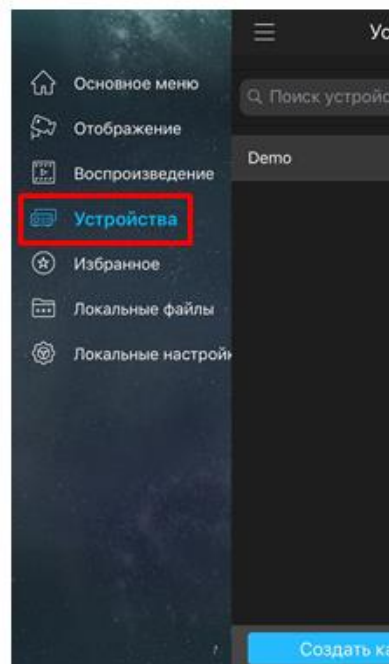 Ус
Основное меню
Поиск устройс
Отображение
Воспроизведение
Demo
Устройства
Избранное
Локальные файлы
Локальные настройк
Создать ка